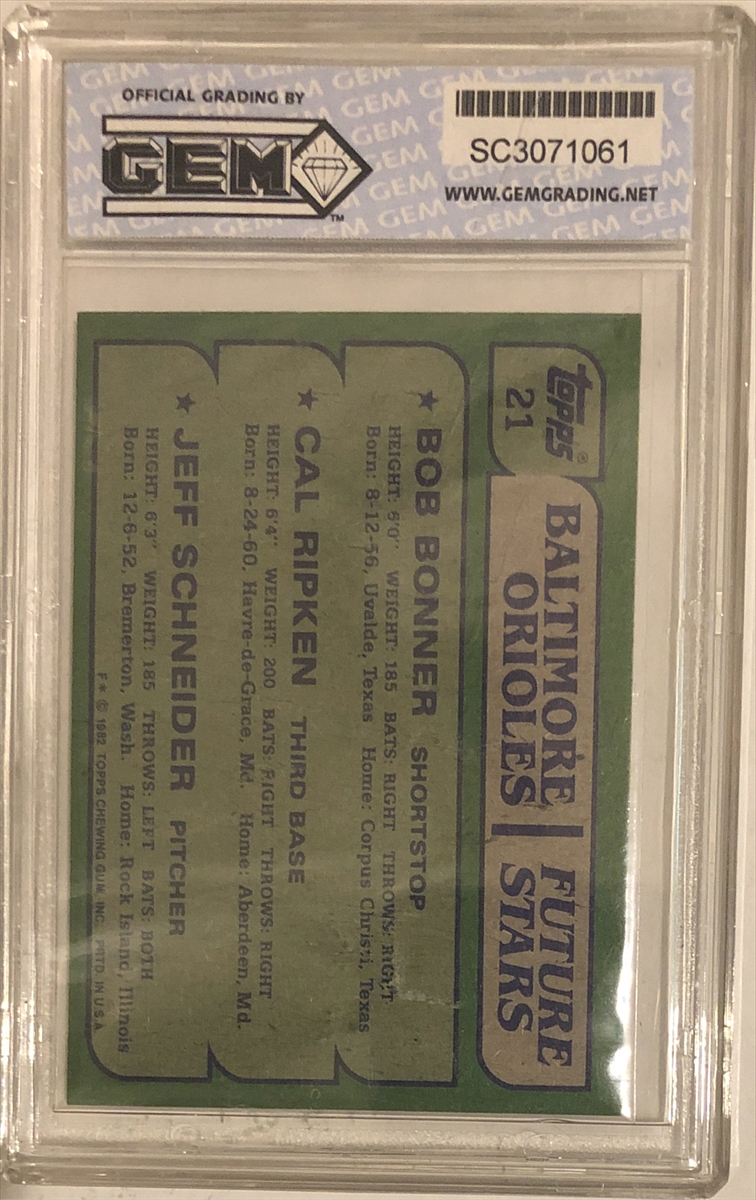 OFFICIAL GRADING BY
GEM
TM
SC3071061
WWW.GEMGRADING.NET
topps®
21
BALTIMORE
ORIOLES
FUTURE
STARS
★ BOB BONNER SHORTSTOP
HEIGHT: 6'0" WEIGHT: 185 BATS: RIGHT THROWS: RIGHT
Born: 8-12-56, Uvalde, Texas Home: Corpus Christi, Texas
★ CAL RIPKEN THIRD BASE
HEIGHT: 6'4" WEIGHT: 200 BATS: RIGHT THROWS: RIGHT
Born: 8-24-60, Havre-de-Grace, Md. Home: Aberdeen, Md.
★ JEFF SCHNEIDER PITCHER
HEIGHT: 6'3" WEIGHT: 185 THROWS: LEFT BATS: BOTH
Born: 12-6-52, Bremerton, Wash. Home: Rock Island, Illinois
F* © 1982 TOPPS CHEWING GUM, INC. PRTD. IN U.S.A.